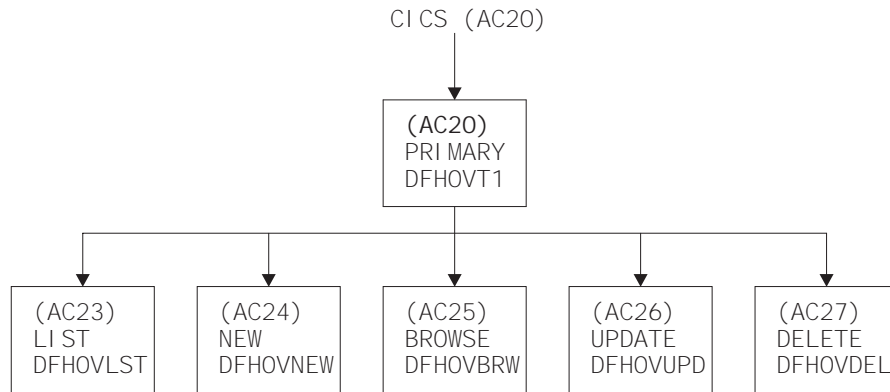 CICS (AC20)
(AC20)
PRIMARY
DFHOVT1
(AC23)
LIST
DFHOVLST
(AC24)
NEW
DFHOVNEW
(AC25)
BROWSE
DFHOVBRW
(AC26)
UPDATE
DFHOVUPD
(AC27)
DELETE
DFHOVDEL